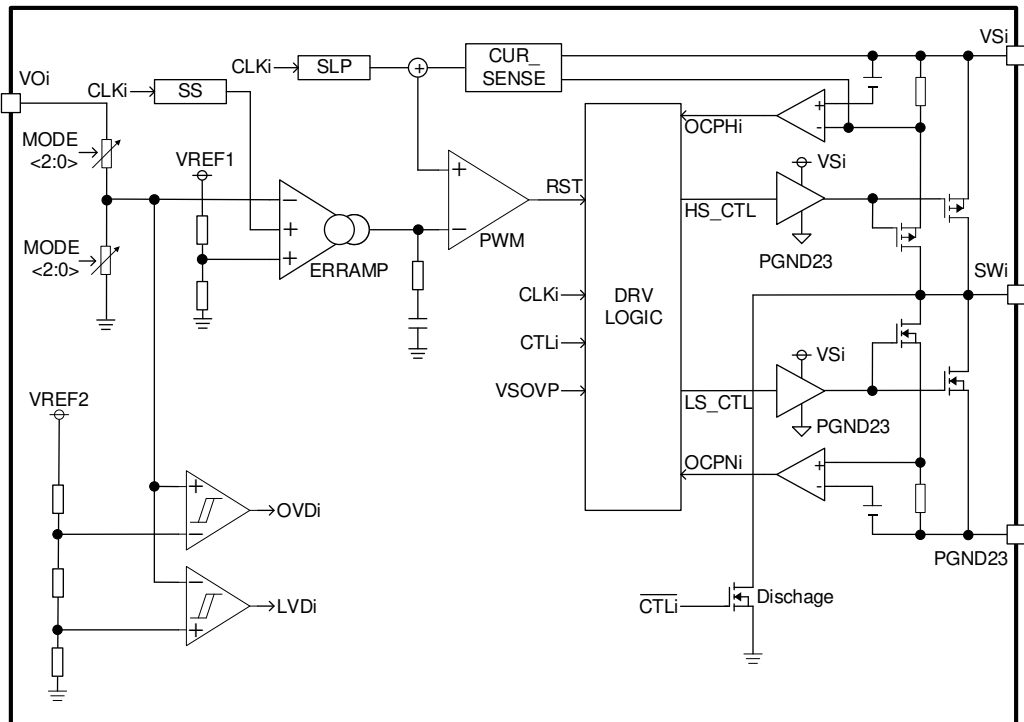 VSi
CUR_
SENSE
CLKi
SLP
+
VOi
CLKi
SS
+
-
OCPHi
MODE
<2:0>
VREF1
VSi
+
RST
HS_CTL
−
−
PWM
+
+
ERRAMP
PGND23
MODE
<2:0>
SWi
CLKi
DRV
LOGIC
CTLi
VSi
VSOVP
LS_CTL
VREF2
PGND23
OCPNi
+
-
+
OVDi
−
PGND23
−
LVDi
+
CTLi
Dischage